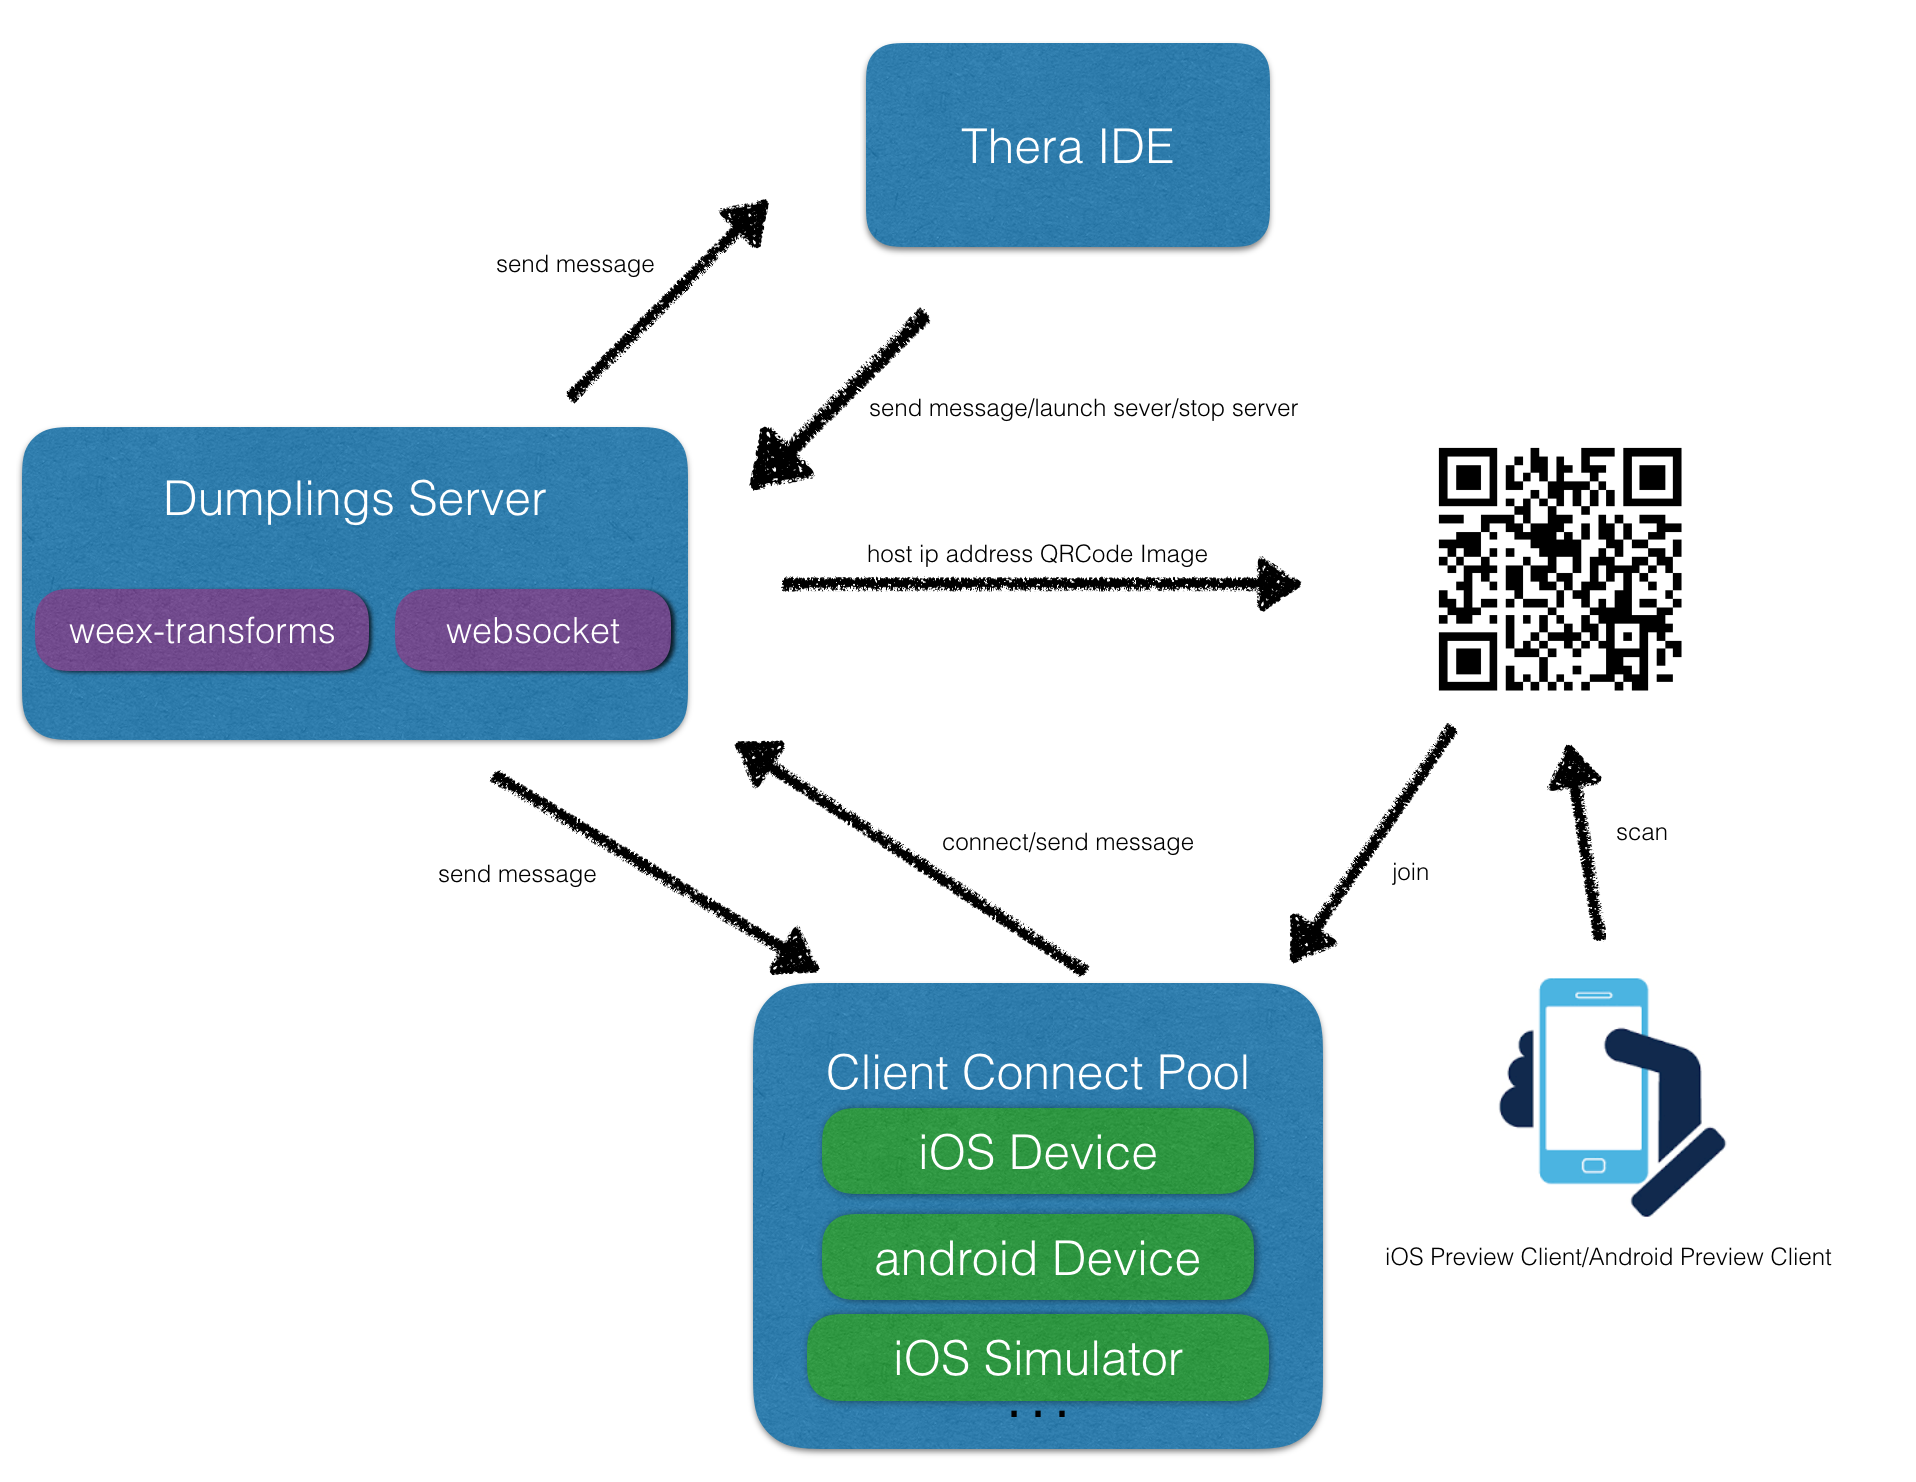 Thera IDE
send message
send message/launch sever/stop server
Dumplings Server
host ip address QRCode Image
weex-transforms
websocket
connect/send message
send message
scan
join
Client Connect Pool
iOS Device
android Device
iOS Simulator
...
iOS Preview Client/Android Preview Client